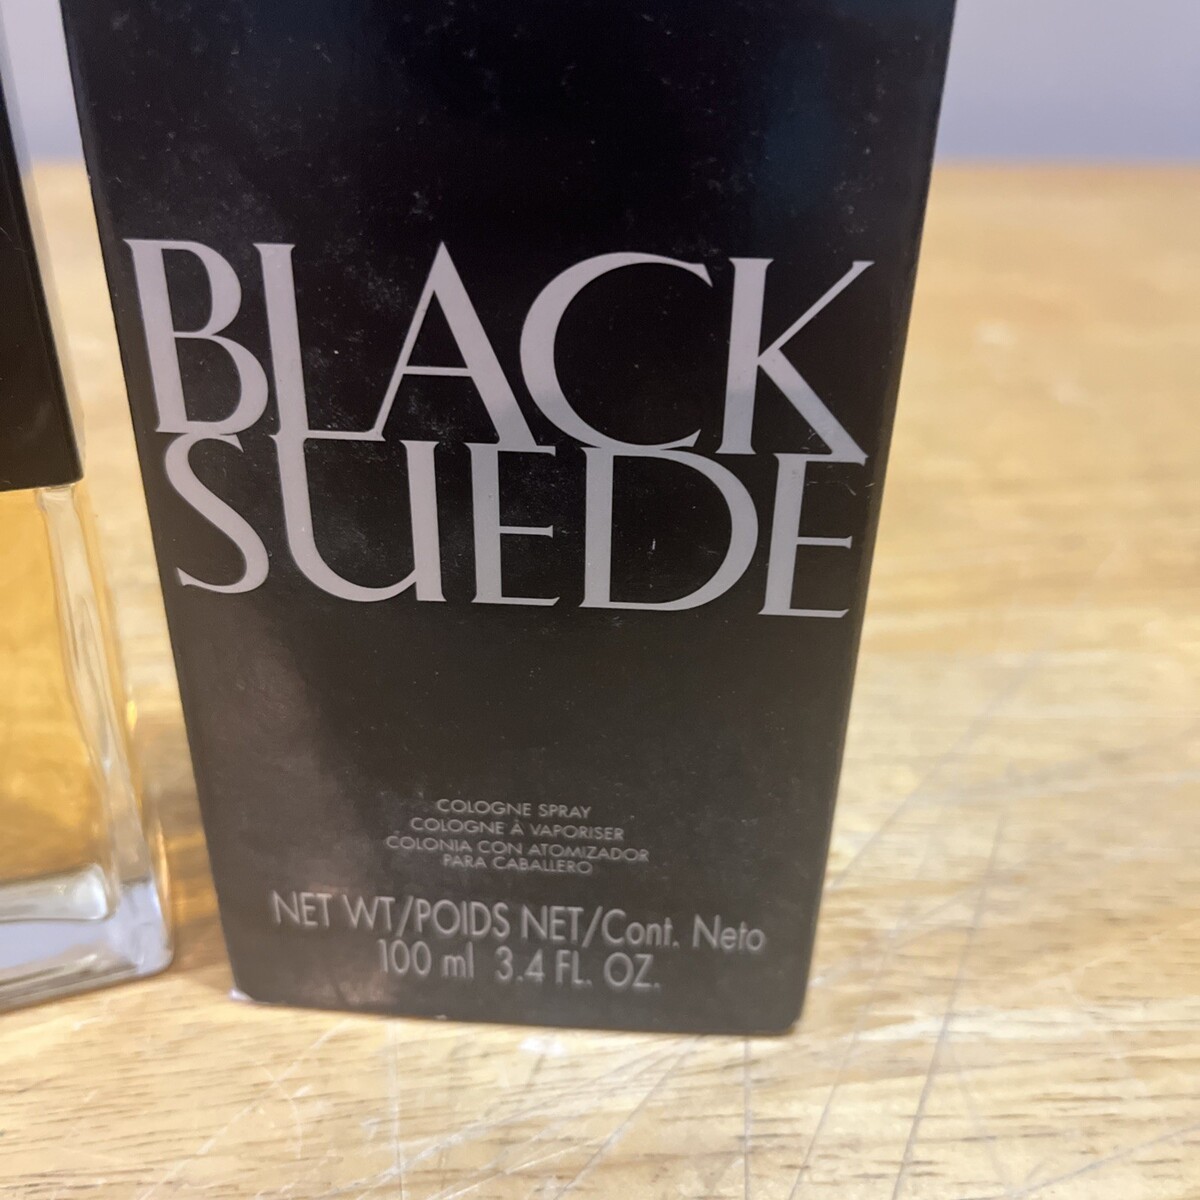 BLACK
SUEDE
COLOGNE SPRAY
COLOGNE À VAPORISER
COLONIA CON ATOMIZADOR
PARA CABALLERO
NET WT/POIDS NET/Cont. Neto
100 ml 3.4 FL. OZ.